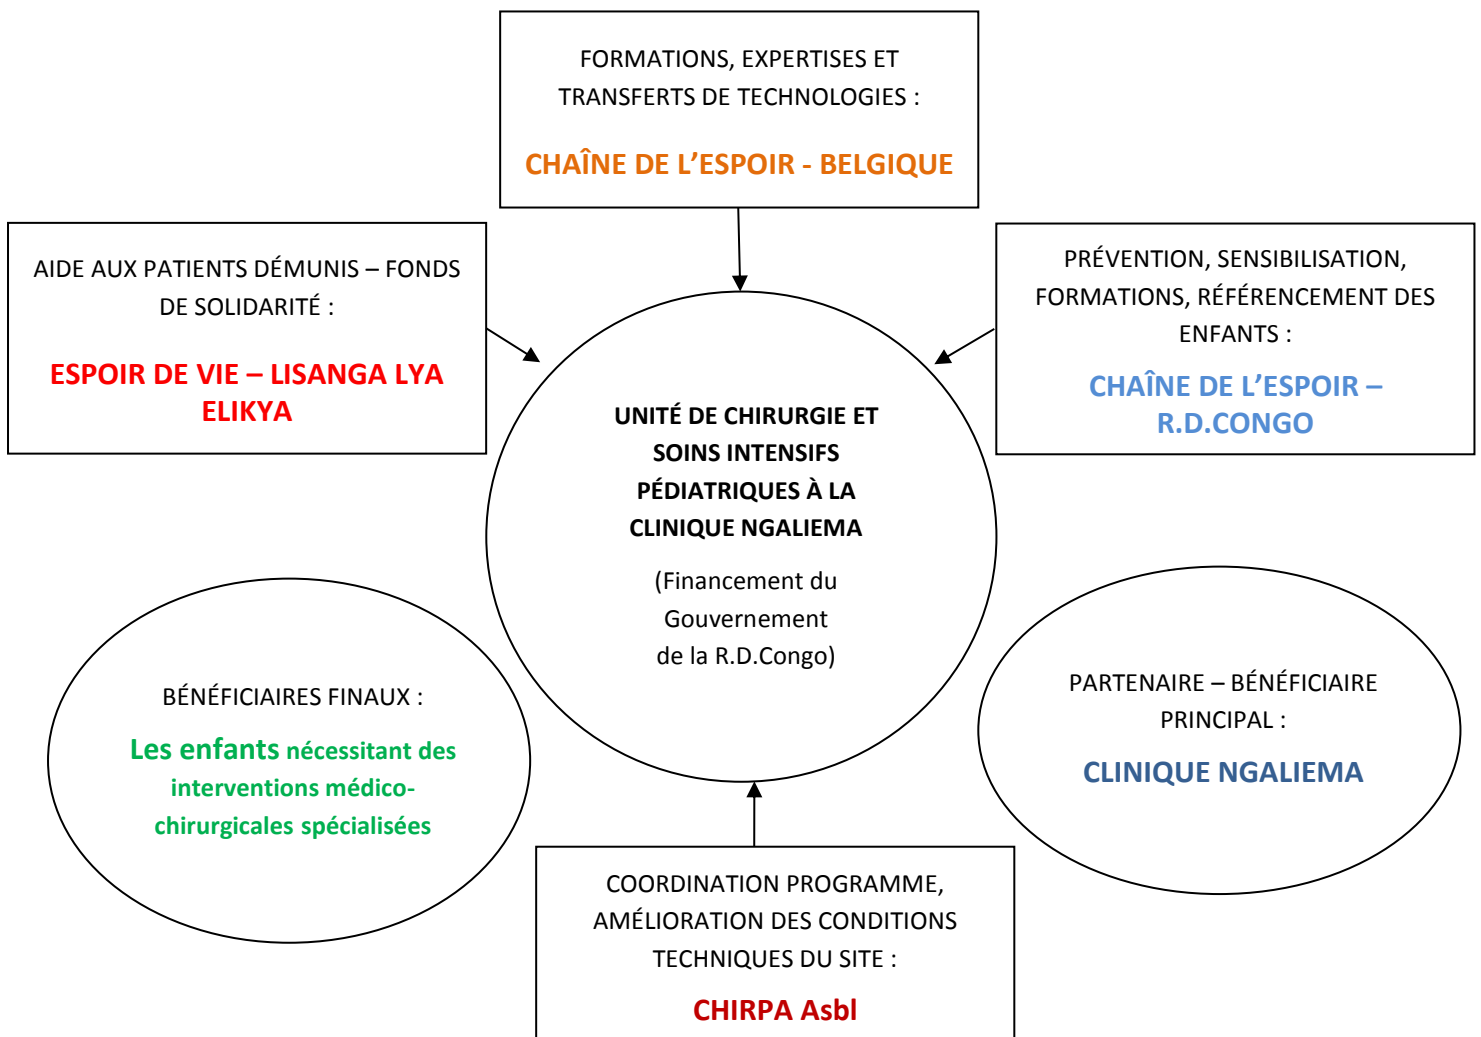 FORMATIONS, EXPERTISES ET
TRANSFERTS DE TECHNOLOGIES :
CHAÎNE DE L’ESPOIR - BELGIQUE
AIDE AUX PATIENTS DÉMUNIS – FONDS
DE SOLIDARITÉ :
ESPOIR DE VIE – LISANGA LYA
ELIKYA
PRÉVENTION, SENSIBILISATION,
FORMATIONS, RÉFÉRENCEMENT DES
ENFANTS :
CHAÎNE DE L’ESPOIR –
R.D.CONGO
UNITÉ DE CHIRURGIE ET
SOINS INTENSIFS
PÉDIATRIQUES À LA
CLINIQUE NGALIEMA
(Financement du
Gouvernement
de la R.D.Congo)
BÉNÉFICIAIRES FINAUX :
Les enfants nécessitant des
interventions médico-
chirurgicales spécialisées
PARTENAIRE – BÉNÉFICIAIRE
PRINCIPAL :
CLINIQUE NGALIEMA
COORDINATION PROGRAMME,
AMÉLIORATION DES CONDITIONS
TECHNIQUES DU SITE :
CHIRPA Asbl